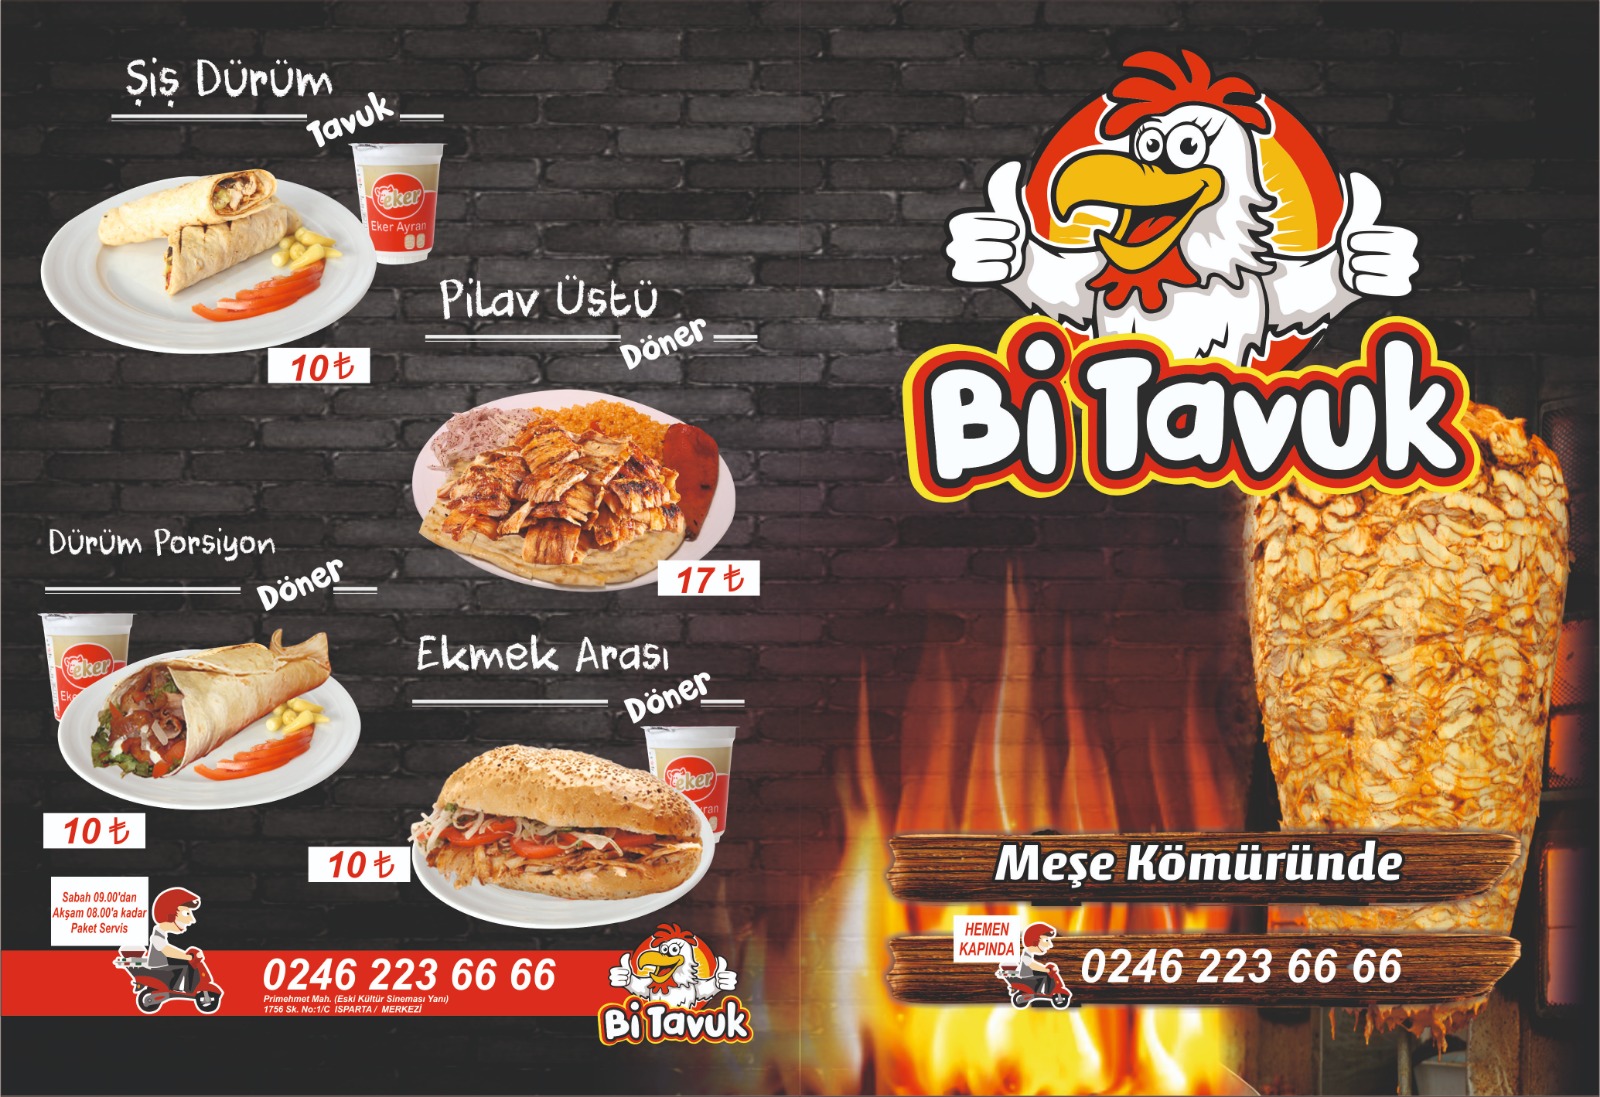 Şiş Dürüm
Tavuk
eker
Eker Ayran
10 ₺
Pilav Üstü
Döner
17 ₺
Dürüm Porsiyon
Döner
eker
Eke
10 ₺
Ekmek Arası
Döner
eker
yran
10 ₺
Sabah 09.00'dan
Akşam 08.00'a kadar
Paket Servis
0246 223 66 66
Primehmet Mah. (Eski Kültür Sineması Yanı)
1756 Sk. No:1/C ISPARTA / MERKEZİ
Bi Tavuk
Bi Tavuk
Meşe Kömüründe
HEMEN
KAPINDA
0246 223 66 66